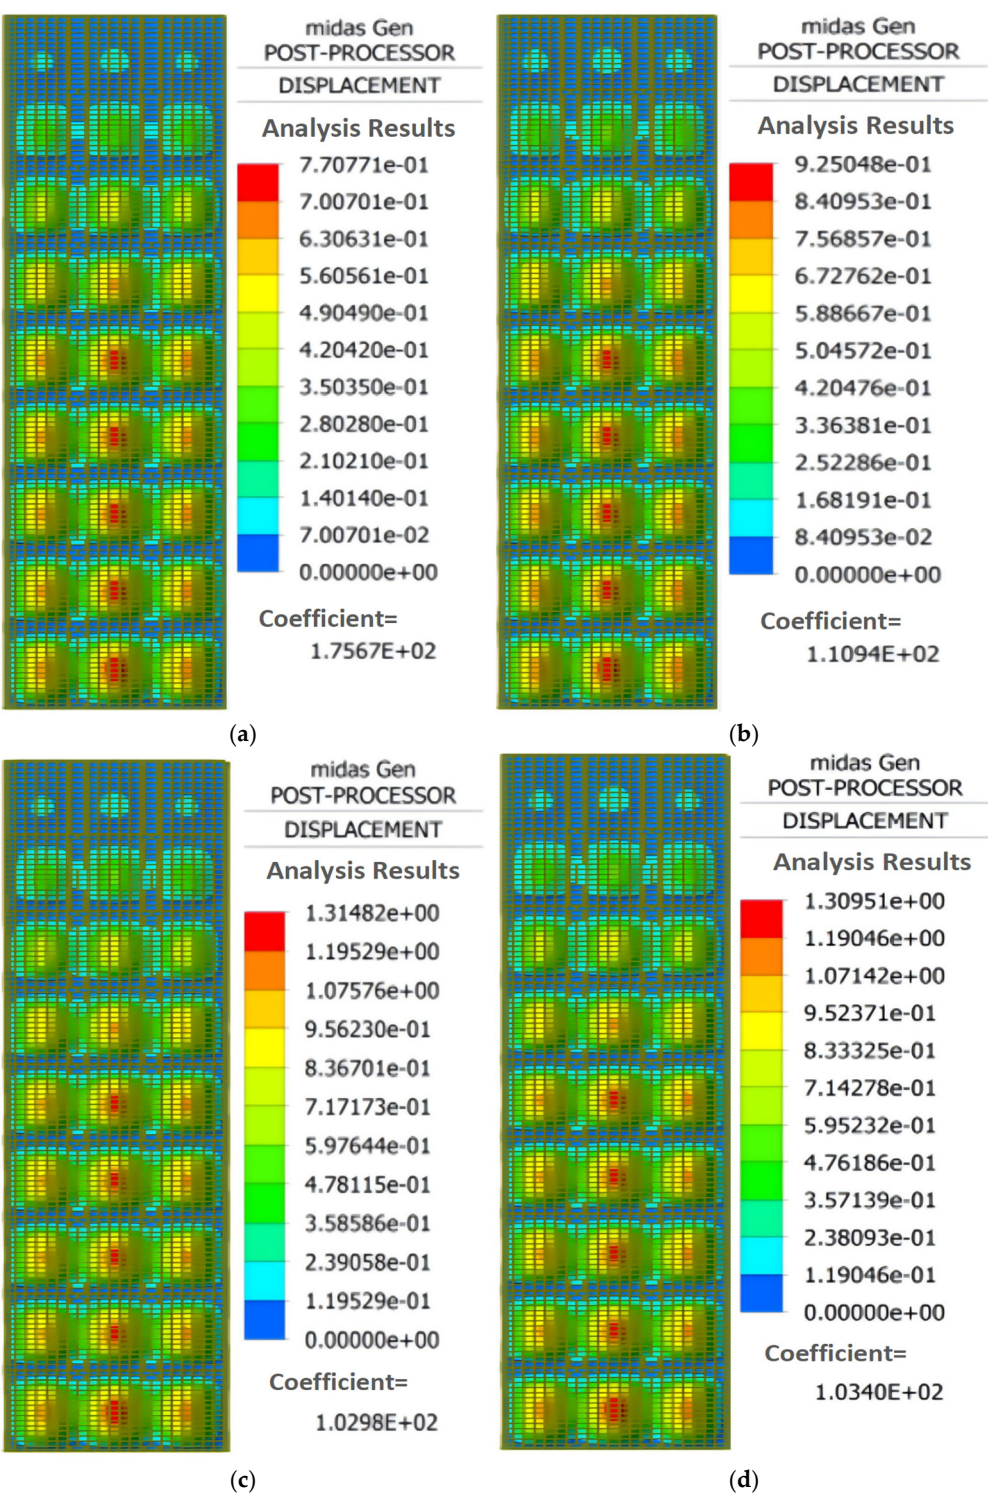 midas Gen
POST-PROCESSOR
DISPLACEMENT
Analysis Results
7.70771e-01
7.00701e-01
6.30631e-01
5.60561e-01
4.90490e-01
4.20420e-01
3.50350e-01
2.80280e-01
2.10210e-01
1.40140e-01
7.00701e-02
0.00000e+00
Coefficient=
1.7567E+02
(a)
midas Gen
POST-PROCESSOR
DISPLACEMENT
Analysis Results
9.25048e-01
8.40953e-01
7.56857e-01
6.72762e-01
5.88667e-01
5.04572e-01
4.20476e-01
3.36381e-01
2.52286e-01
1.68191e-01
8.40953e-02
0.00000e+00
Coefficient=
1.1094E+02
(b)
midas Gen
POST-PROCESSOR
DISPLACEMENT
Analysis Results
1.31482e+00
1.19529e+00
1.07576e+00
9.56230e-01
8.36701e-01
7.17173e-01
5.97644e-01
4.78115e-01
3.58586e-01
2.39058e-01
1.19529e-01
0.00000e+00
Coefficient=
1.0298E+02
(c)
midas Gen
POST-PROCESSOR
DISPLACEMENT
Analysis Results
1.30951e+00
1.19046e+00
1.07142e+00
9.52371e-01
8.33325e-01
7.14278e-01
5.95232e-01
4.76186e-01
3.57139e-01
2.38093e-01
1.19046e-01
0.00000e+00
Coefficient=
1.0340E+02
(d)